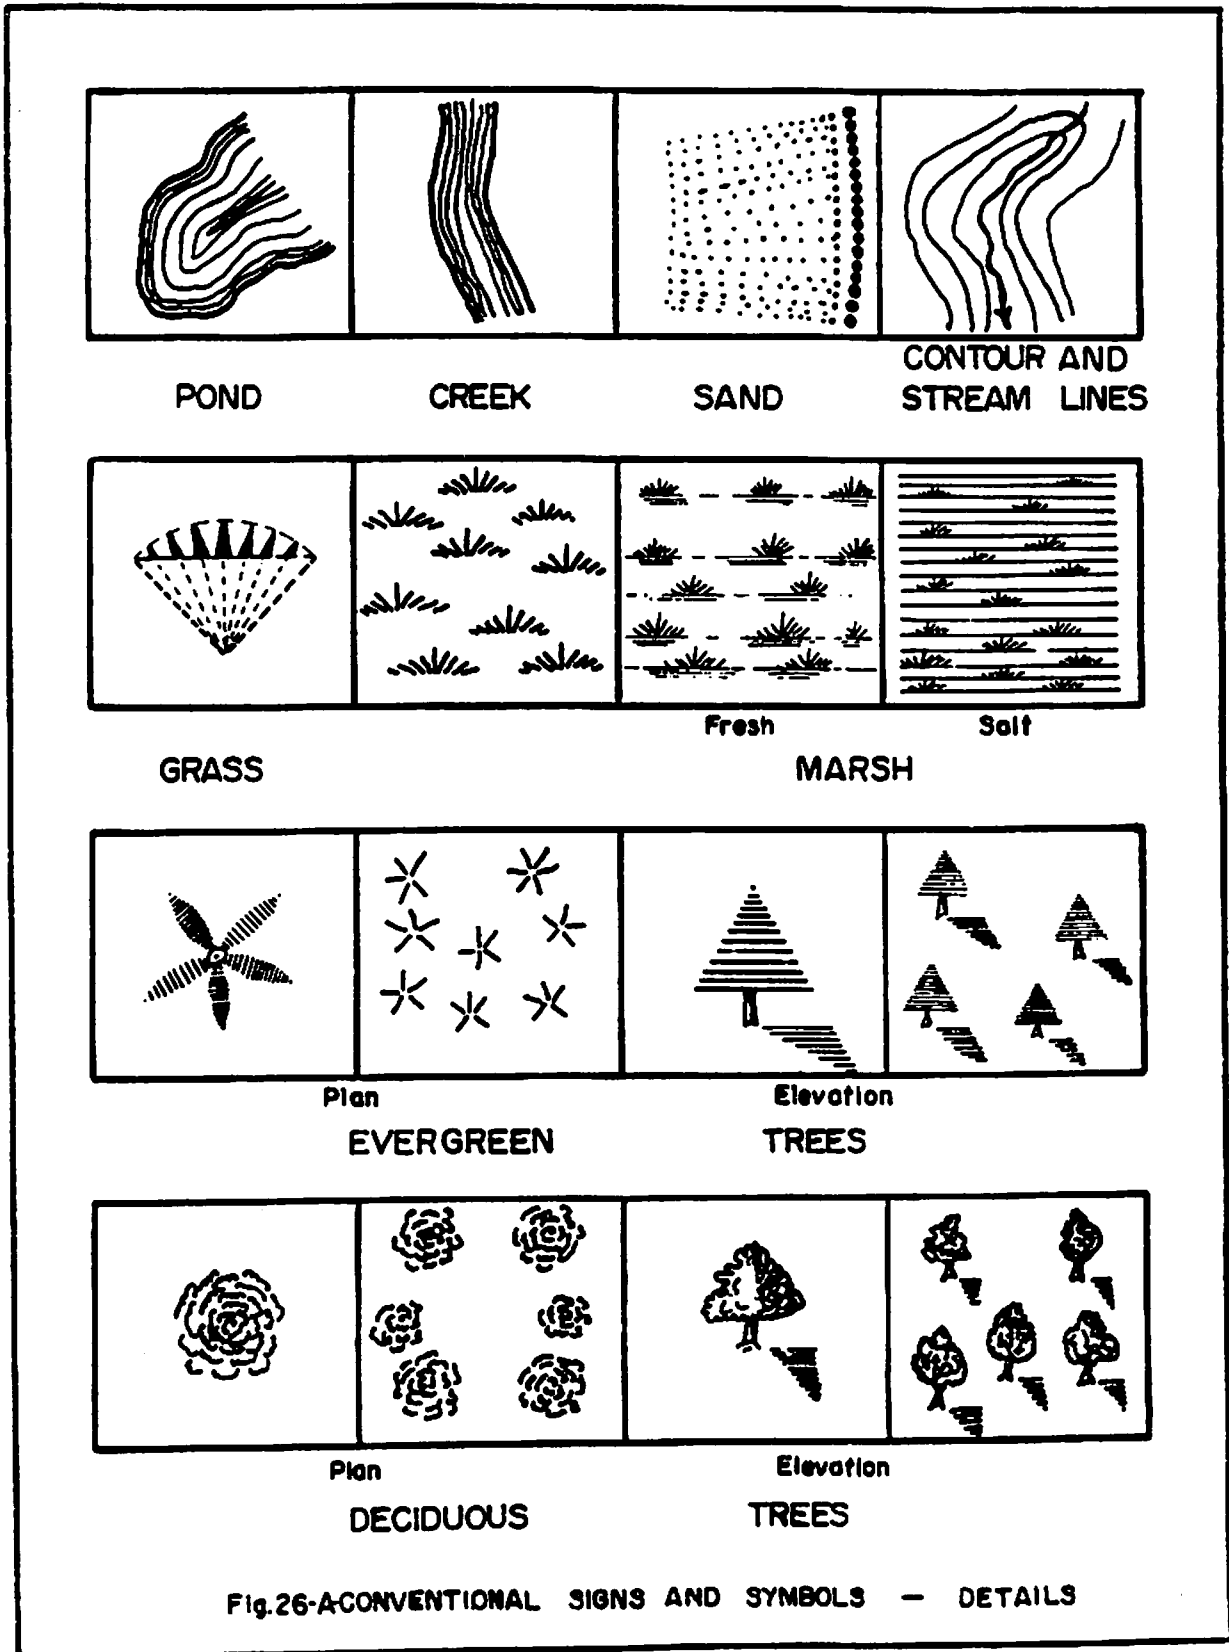 POND CREEK SAND CONTOUR AND
STREAM LINES
Fresh Salt
GRASS MARSH
Plan Elevation
EVERGREEN TREES
Plan Elevation
DECIDUOUS TREES
Fig.26-A-CONVENTIONAL SIGNS AND SYMBOLS — DETAILS